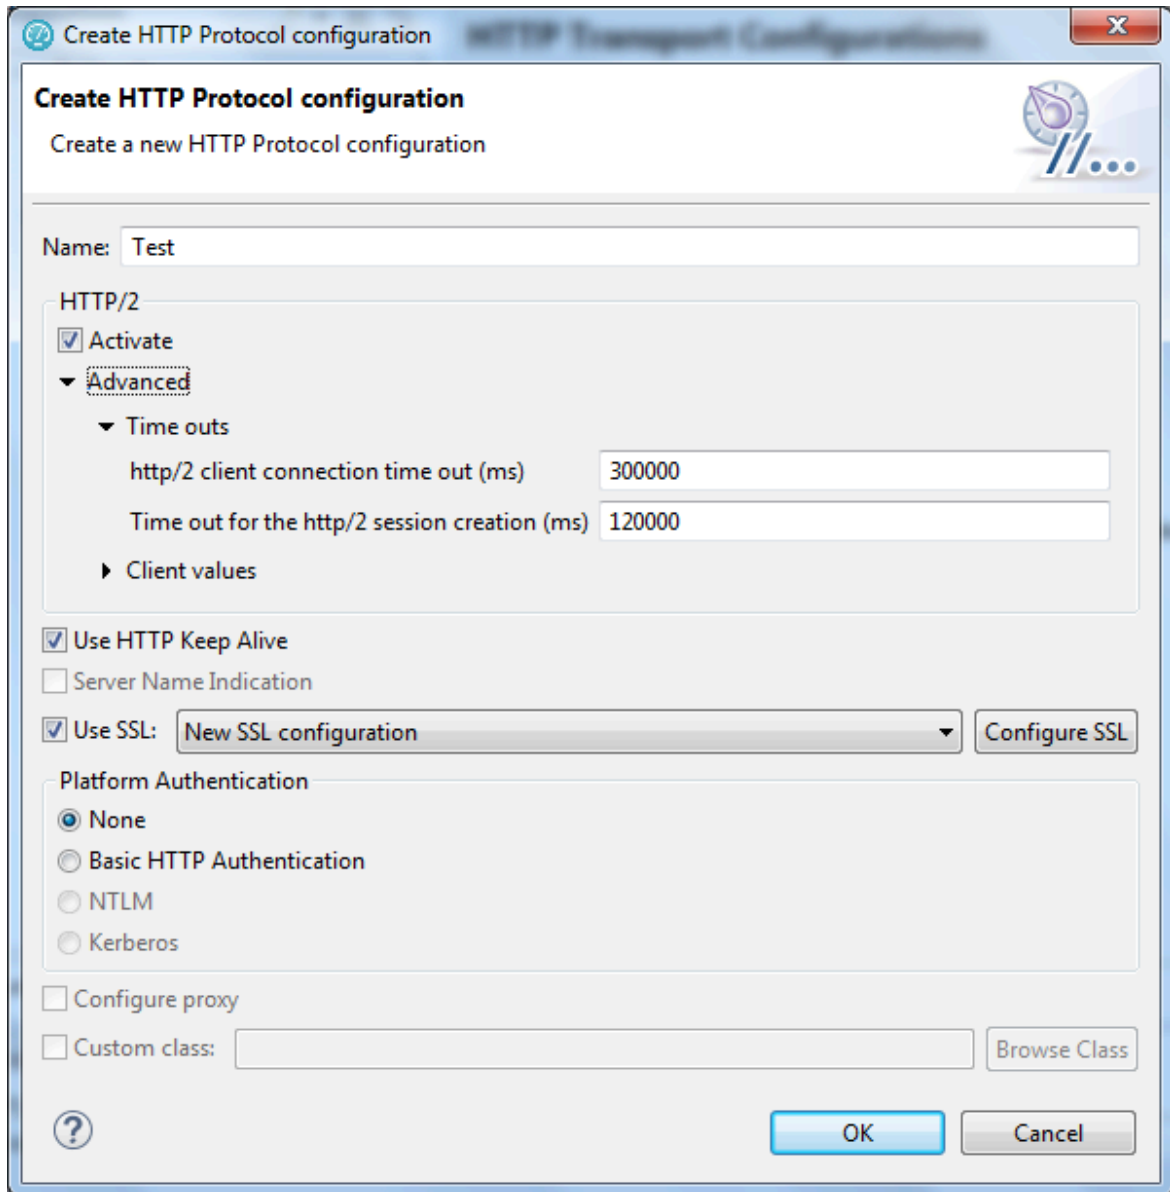 Create HTTP Protocol configuration HTTP Transport Configurations
Create HTTP Protocol configuration
Create a new HTTP Protocol configuration
Name: Test
HTTP/2
Activate
Advanced
Time outs
http/2 client connection time out (ms) 300000
Time out for the http/2 session creation (ms) 120000
Client values
Use HTTP Keep Alive
Server Name Indication
Use SSL: New SSL configuration Configure SSL
Platform Authentication
None
Basic HTTP Authentication
NTLM
Kerberos
Configure proxy
Custom class: Browse Class
OK Cancel